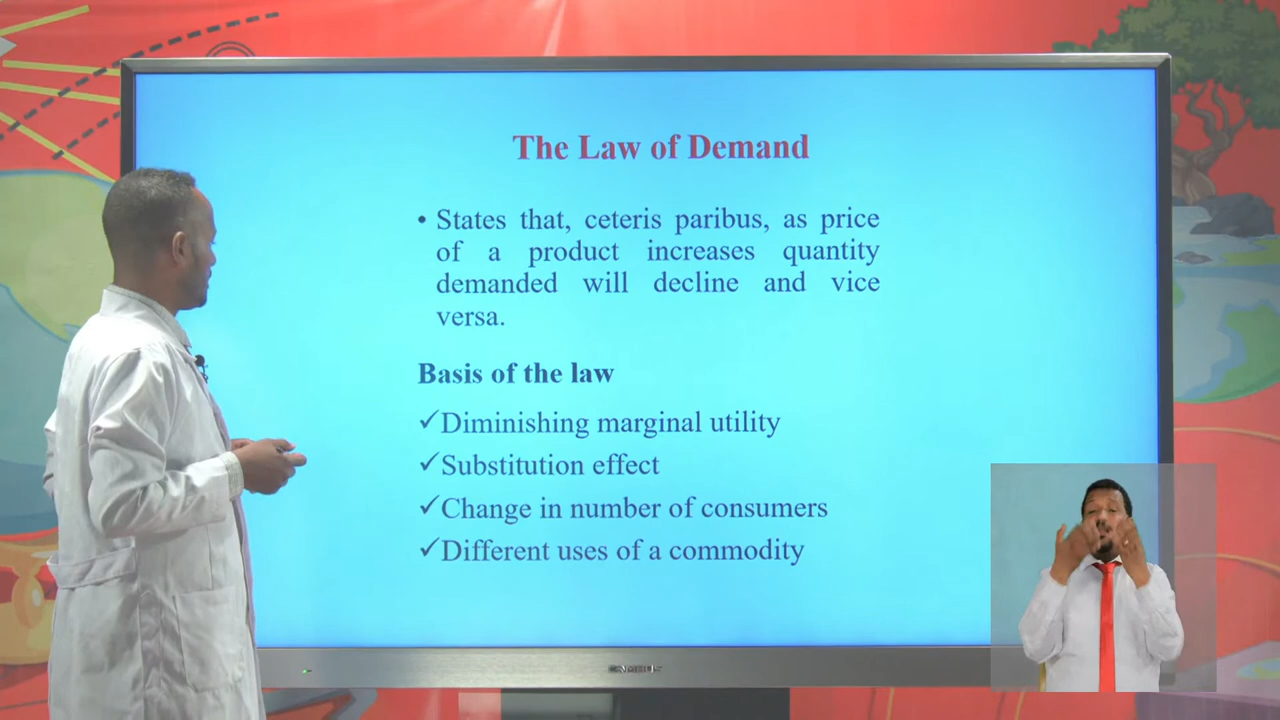 The Law of Demand
• States that, ceteris paribus, as price
of a product increases quantity
demanded will decline and vice
versa.
Basis of the law
✓Diminishing marginal utility
✓Substitution effect
✓Change in number of consumers
✓Different uses of a commodity